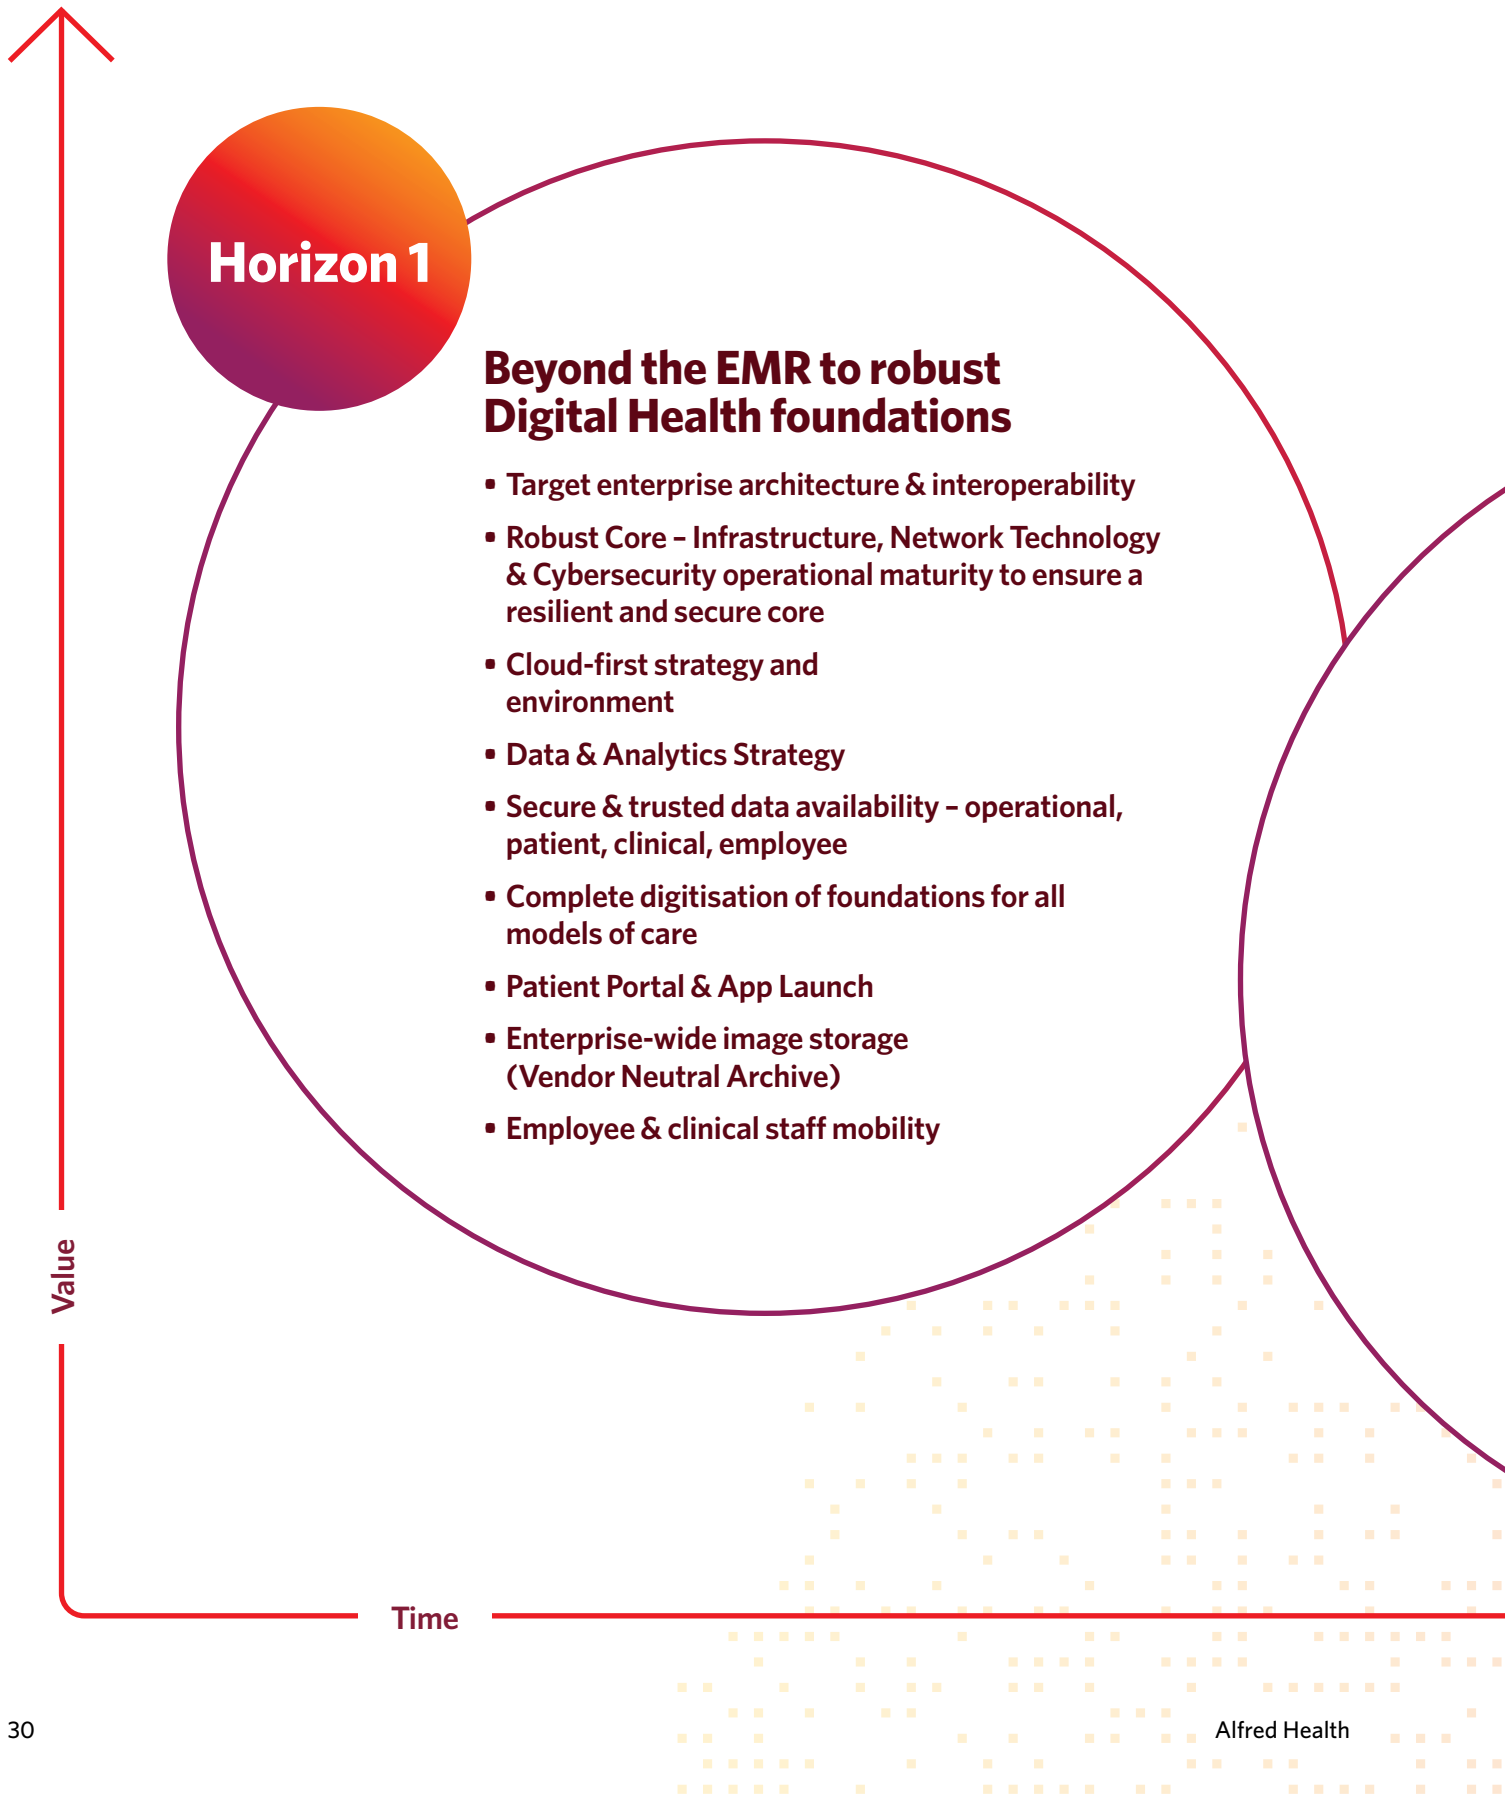 Horizon 1
Beyond the EMR to robust
Digital Health foundations
• Target enterprise architecture & interoperability
• Robust Core – Infrastructure, Network Technology
& Cybersecurity operational maturity to ensure a
resilient and secure core
• Cloud-first strategy and
environment
• Data & Analytics Strategy
• Secure & trusted data availability – operational,
patient, clinical, employee
• Complete digitisation of foundations for all
models of care
• Patient Portal & App Launch
• Enterprise-wide image storage
(Vendor Neutral Archive)
• Employee & clinical staff mobility
Value
Time
30
Alfred Health